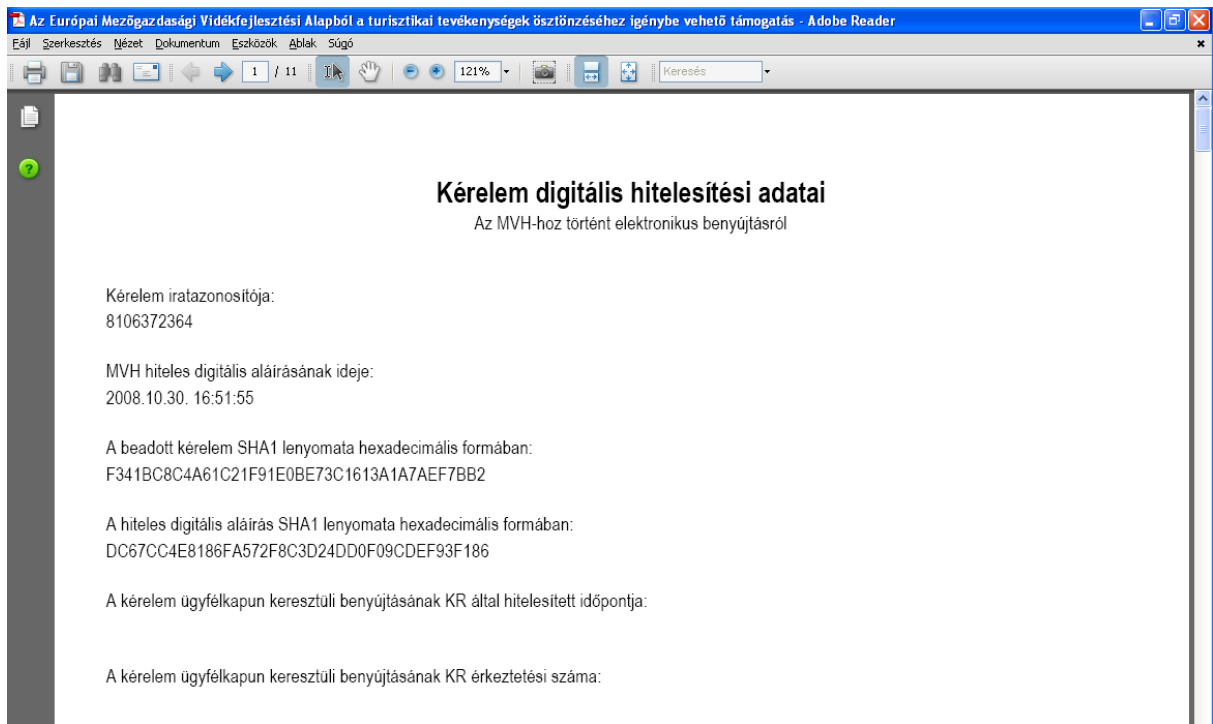 Az Európai Mezőgazdasági Vidékfejlesztési Alapból a turisztikai tevékenységek ösztönzéséhez igénybe vehető támogatás - Adobe Reader
Fájl Szerkesztés Nézet Dokumentum Eszközök Ablak Súgó
1 / 11 121% Keresés
Kérelem digitális hitelesítési adatai
Az MVH-hoz történt elektronikus benyújtásról
Kérelem iratazonosítója:
8106372364
MVH hiteles digitális aláírásának ideje:
2008.10.30. 16:51:55
A beadott kérelem SHA1 lenyomata hexadecimális formában:
F341BC8C4A61C21F91E0BE73C1613A1A7AEF7BB2
A hiteles digitális aláírás SHA1 lenyomata hexadecimális formában:
DC67CC4E8186FA572F8C3D24DD0F09CDEF93F186
A kérelem ügyfélkapun keresztüli benyújtásának KR által hitelesített időpontja:
A kérelem ügyfélkapun keresztüli benyújtásának KR érkeztetési száma: